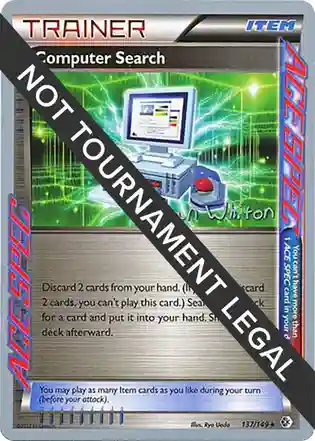 TRAINER ITEM
Computer Search
ACE SPEC
NOT TOURNAMENT LEGAL
Discard 2 cards from your hand. (If
discard
2 cards, you can't play this card.) Sear
for a card and put it into your hand. Sh
deck afterward.
You can't have more than
1 ACE SPEC card in your
ACE SPEC
You may play as many Item cards as you like during your turn
(before your attack).
Illus. Ryo Ueda 137/149